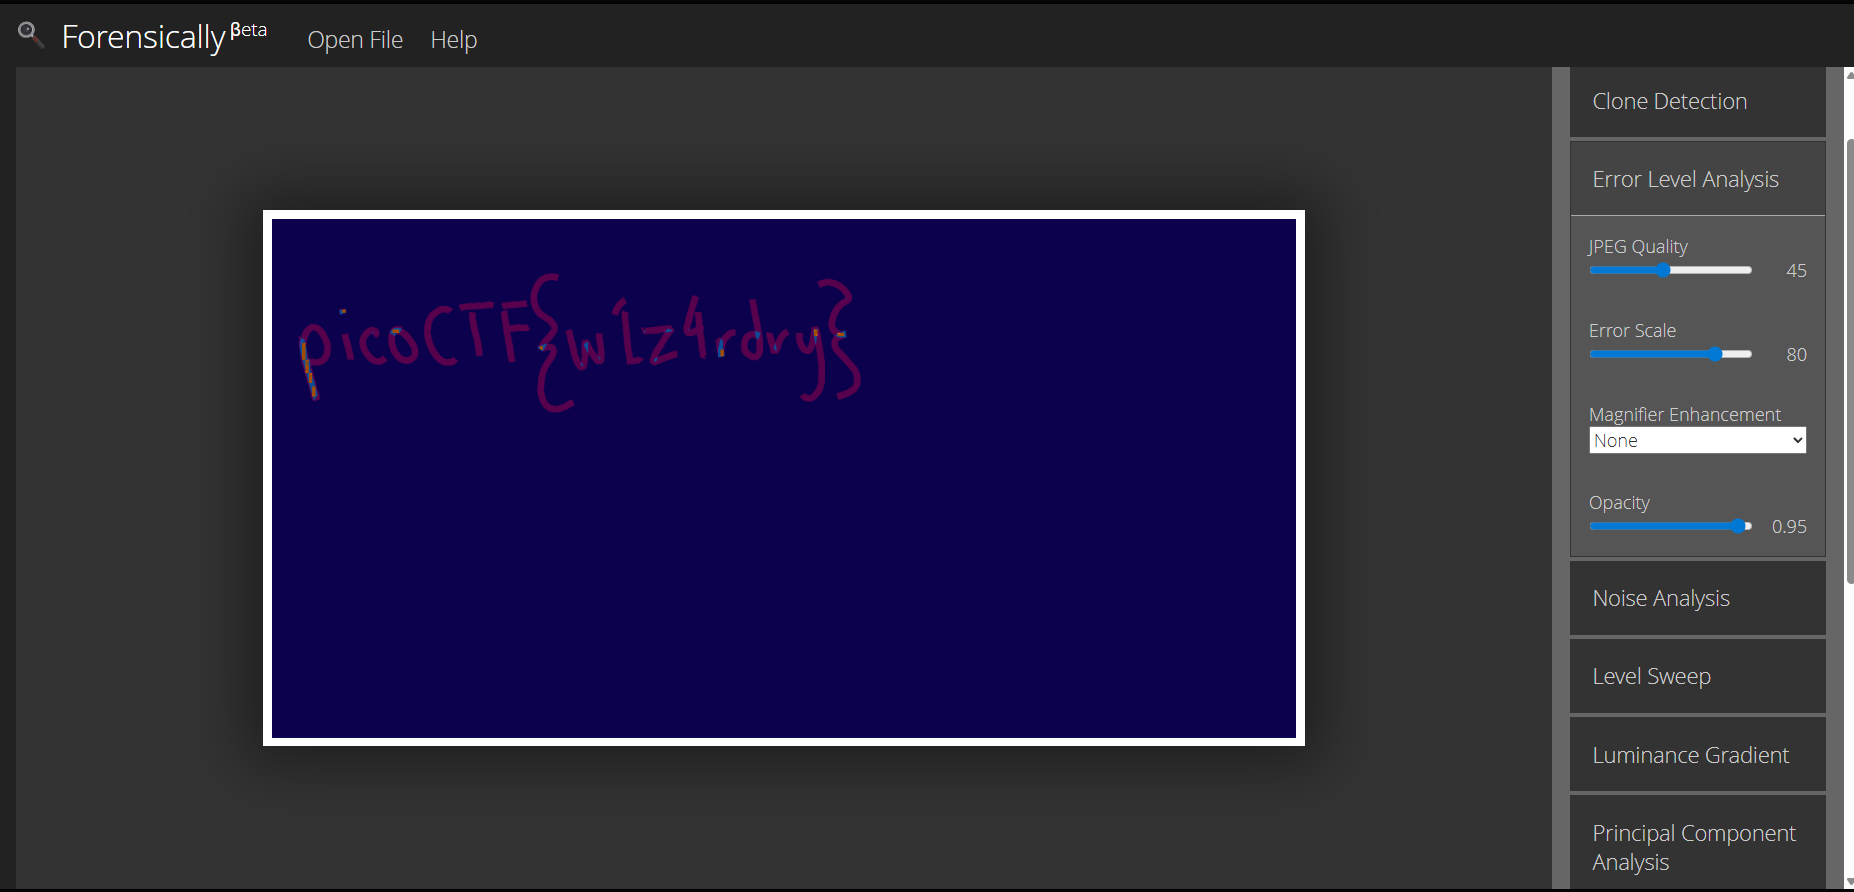 Forensically βeta Open File Help
Clone Detection
Error Level Analysis
JPEG Quality
45
Error Scale
80
Magnifier Enhancement
None
Opacity
0.95
Noise Analysis
Level Sweep
Luminance Gradient
Principal Component
Analysis
picoCTF{w1z4rdry}